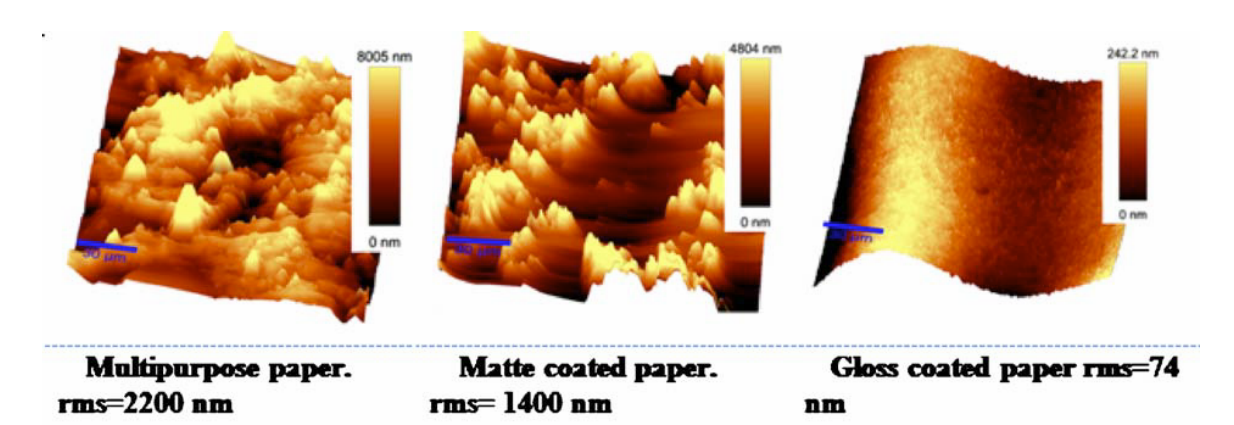 8005 nm
0 nm
30 µm
Multipurpose paper.
rms=2200 nm
4804 nm
0 nm
Matte coated paper.
rms= 1400 nm
242.2 nm
0 nm
Gloss coated paper rms=74
nm